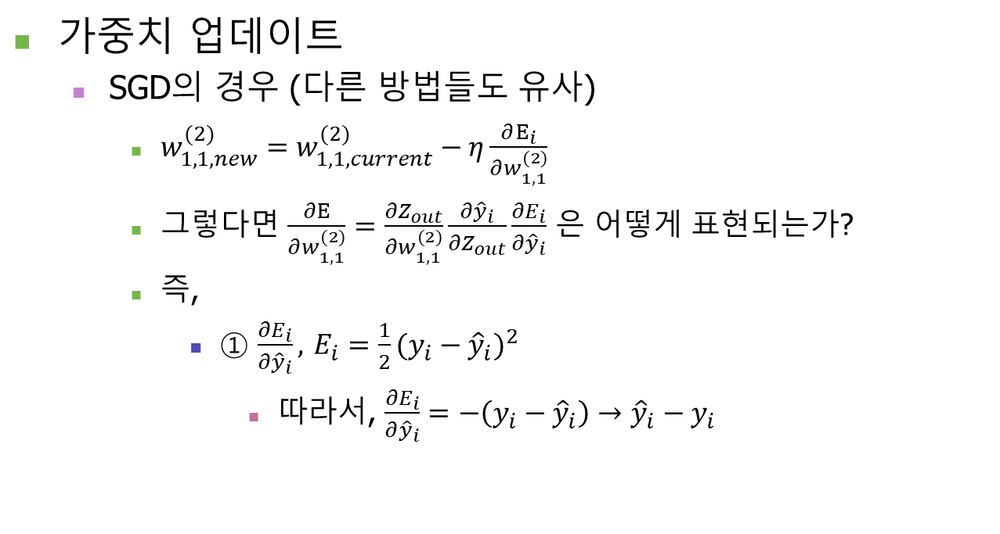 가중치 업데이트
SGD의 경우 (다른 방법들도 유사)
$w_{1,1,new}^{(2)} = w_{1,1,current}^{(2)} - \eta \frac{\partial \mathrm{E}_i}{\partial w_{1,1}^{(2)}}$
그렇다면 $\frac{\partial \mathrm{E}}{\partial w_{1,1}^{(2)}} = \frac{\partial z_{out}}{\partial w_{1,1}^{(2)}} \frac{\partial \hat{y}_i}{\partial z_{out}} \frac{\partial E_i}{\partial \hat{y}_i}$ 은 어떻게 표현되는가?
즉,
① $\frac{\partial E_i}{\partial \hat{y}_i}$, $E_i = \frac{1}{2}(y_i - \hat{y}_i)^2$
따라서, $\frac{\partial E_i}{\partial \hat{y}_i} = -(y_i - \hat{y}_i) \rightarrow \hat{y}_i - y_i$